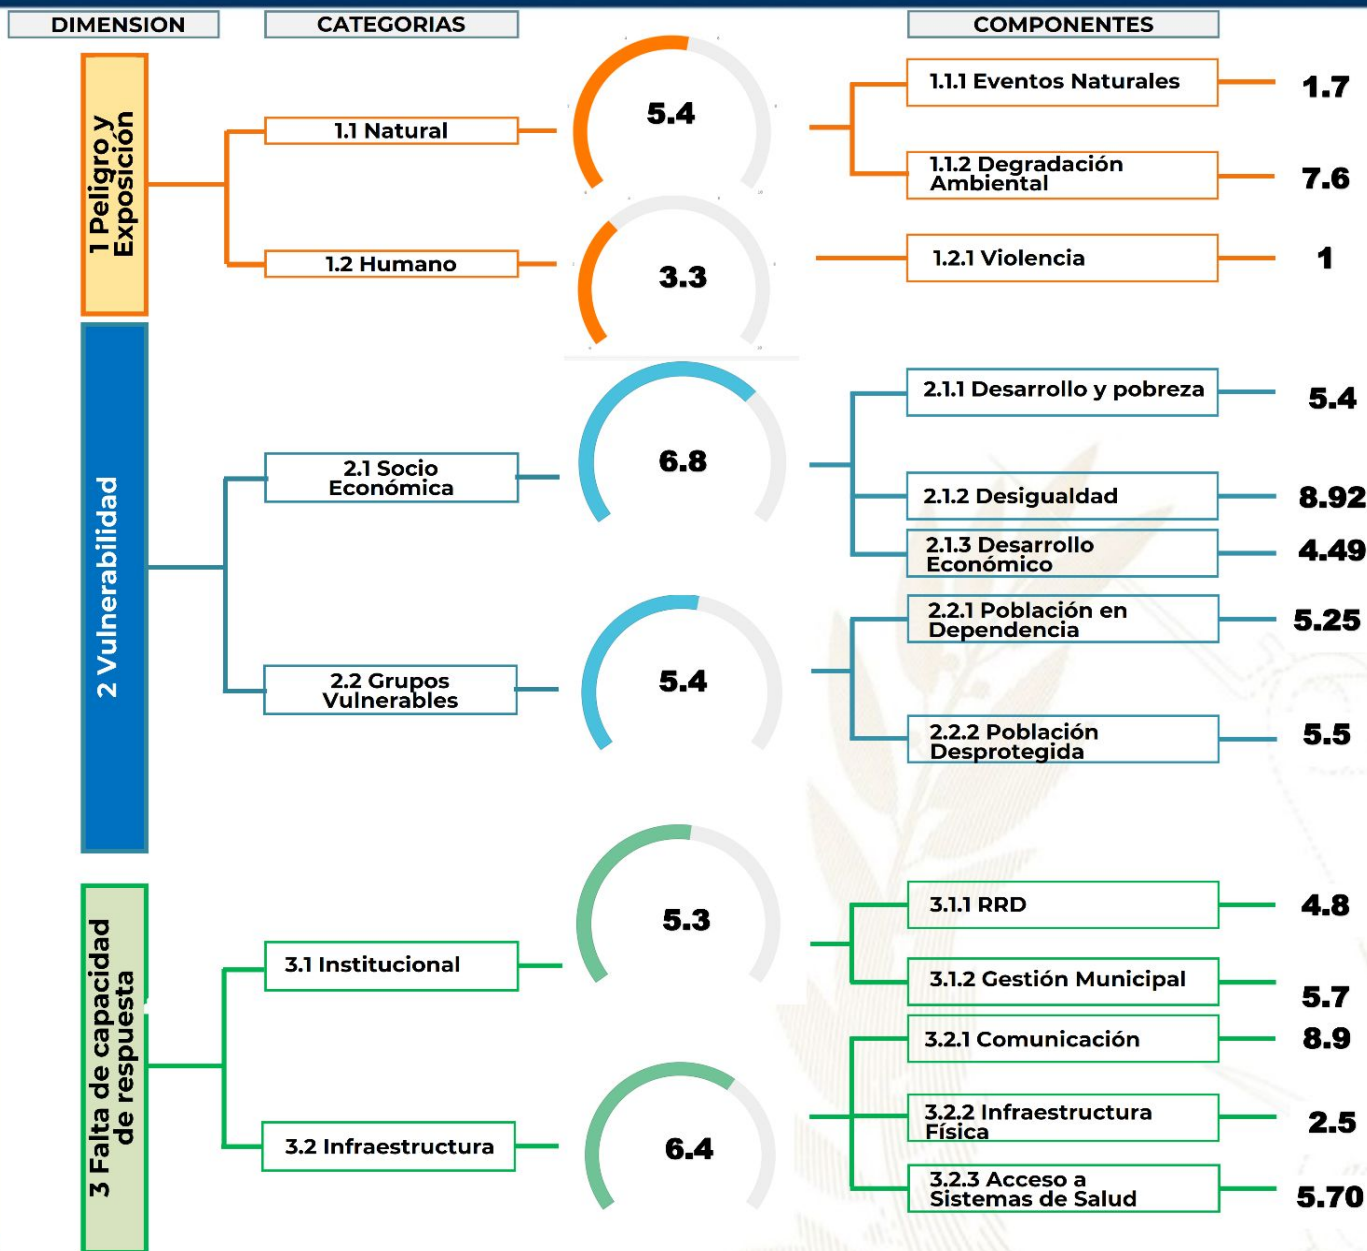 DIMENSION
CATEGORIAS
COMPONENTES
1 Peligro y
Exposición
1.1 Natural
5.4
1.1.1 Eventos Naturales
1.7
1.1.2 Degradación
Ambiental
7.6
1.2 Humano
3.3
1.2.1 Violencia
1
2 Vulnerabilidad
2.1 Socio
Económica
6.8
2.1.1 Desarrollo y pobreza
5.4
2.1.2 Desigualdad
8.92
2.1.3 Desarrollo
Económico
4.49
2.2 Grupos
Vulnerables
5.4
2.2.1 Población en
Dependencia
5.25
2.2.2 Población
Desprotegida
5.5
3 Falta de capacidad
de respuesta
3.1 Institucional
5.3
3.1.1 RRD
4.8
3.1.2 Gestión Municipal
5.7
3.2 Infraestructura
6.4
3.2.1 Comunicación
8.9
3.2.2 Infraestructura
Física
2.5
3.2.3 Acceso a
Sistemas de Salud
5.70